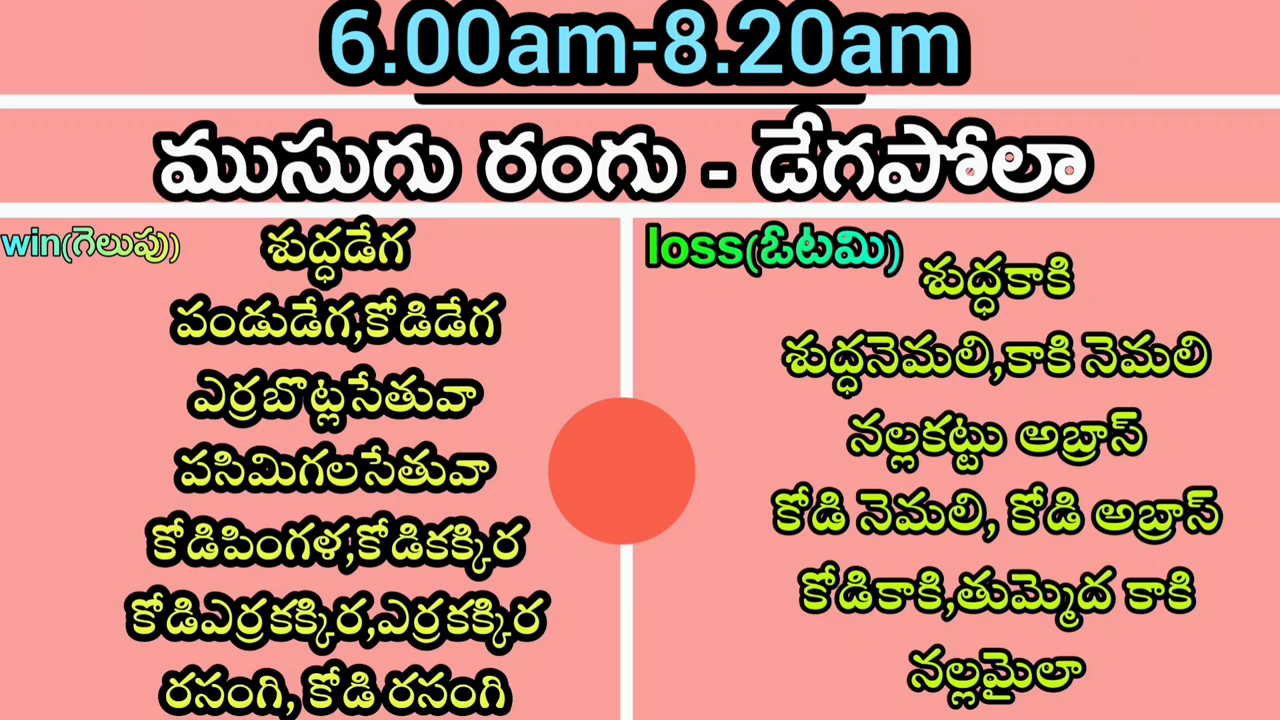 6.00am-8.20am
ముసుగు రంగు - డేగపోలా
win(గెలుపు)
శుద్ధడేగ
పండుడేగ,కోడిడేగ
ఎర్రబొట్లసేతువా
పసిమిగలసేతువా
కోడిపింగళ,కోడికక్కిర
కోడిఎర్రకక్కిర,ఎర్రకక్కిర
రసంగి, కోడి రసంగి
loss(ఓటమి)
శుద్ధకాకి
శుద్ధనెమలి,కాకి నెమలి
నల్లకట్టు అబ్రాస్
కోడి నెమలి, కోడి అబ్రాస్
కోడికాకి,తుమ్మెద కాకి
నల్లమైలా